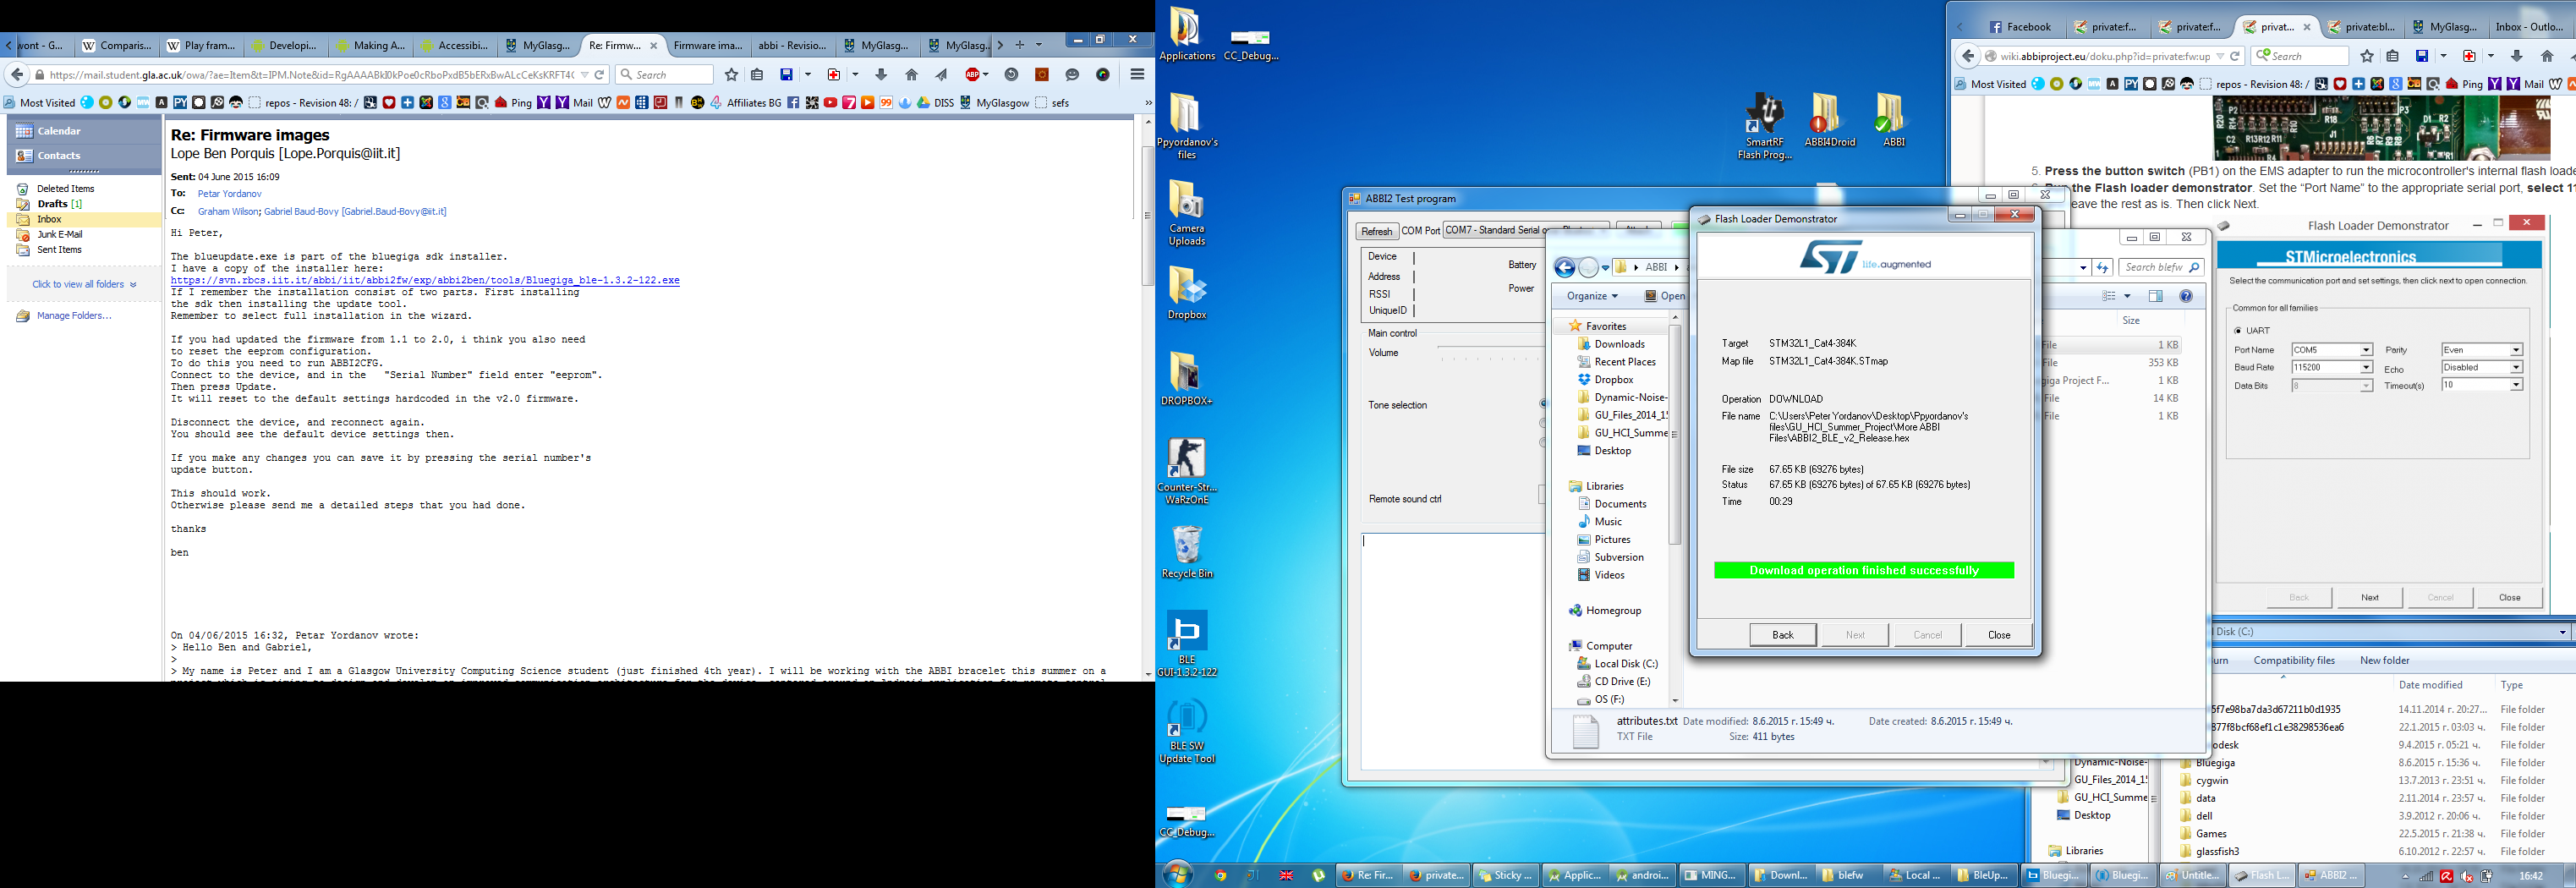 wont - G...
Comparis...
Play fram...
Developi...
Making A...
Accessibi...
MyGlasg...
Re: Firmw...
Firmware ima...
abbi - Revisio...
MyGlasg...
MyGlasg...
Search
Most Visited
repos - Revision 48: /
Ping
Mail
Affiliates BG
DISS
MyGlasgow
sefs
Calendar
Contacts
Deleted Items
Drafts [1]
Inbox
Junk E-Mail
Sent Items
Click to view all folders
Manage Folders...
Re: Firmware images
Lope Ben Porquis [Lope.Porquis@iit.it]
Sent: 04 June 2015 16:09
To: Petar Yordanov
Cc: Graham Wilson; Gabriel Baud-Bovy [Gabriel.Baud-Bovy@iit.it]
Hi Peter,
The blueupdate.exe is part of the bluegiga sdk installer.
I have a copy of the installer here:
https://svn.rbcs.iit.it/abbi/iit/abbi2fw/exp/abbi2ben/tools/Bluegiga_ble-1.3.2-122.exe
If I remember the installation consist of two parts. First installing
the sdk then installing the update tool.
Remember to select full installation in the wizard.
If you had updated the firmware from 1.1 to 2.0, i think you also need
to reset the eeprom configuration.
To do this you need to run ABBI2CFG.
Connect to the device, and in the "Serial Number" field enter "eeprom".
Then press Update.
It will reset to the default settings hardcoded in the v2.0 firmware.
Disconnect the device, and reconnect again.
You should see the default device settings then.
If you make any changes you can save it by pressing the serial number's
update button.
This should work.
Otherwise please send me a detailed steps that you had done.
thanks
ben
On 04/06/2015 16:32, Petar Yordanov wrote:
> Hello Ben and Gabriel,
>
> My name is Peter and I am a Glasgow University Computing Science student (just finished 4th year). I will be working with the ABBI bracelet this summer on a
Applications
CC_Debug...
Ppyordanov's
files
Camera
Uploads
Dropbox
DROPBOX+
Counter-Str...
WaRzOnE
Recycle Bin
BLE
GUI-1.3.2-122
BLE SW
Update Tool
CC_Debug...
SmartRF
Flash Prog...
ABBI4Droid
ABBI
ABBI2 Test program
Refresh
COM Port
Device
Address
RSSI
UniqueID
Battery
Power
Main control
Volume
Tone selection
Remote sound ctrl
ABBI
Search blefw
Organize
Open
Size
Favorites
Downloads
Recent Places
Dropbox
Dynamic-Noise-
GU_Files_2014_15
GU_HCI_Summe
Desktop
Libraries
Documents
Music
Pictures
Subversion
Videos
Homegroup
Computer
Local Disk (C:)
CD Drive (E:)
OS (F:)
File 1 KB
File 353 KB
giga Project F... 1 KB
File 14 KB
File 1 KB
attributes.txt Date modified: 8.6.2015 г. 15:49 ч. Date created: 8.6.2015 г. 15:49 ч.
TXT File Size: 411 bytes
Flash Loader Demonstrator
ST
life.augmented
Target STM32L1_Cat4-384K
Map file STM32L1_Cat4-384K.STmap
Operation DOWNLOAD
File name C:\Users\Peter Yordanov\Desktop\Ppyordanov's
files\GU_HCI_Summer_Project\More ABBI
Files\ABBI2_BLE_v2_Release.hex
File size 67.65 KB (69276 bytes)
Status 67.65 KB (69276 bytes) of 67.65 KB (69276 bytes)
Time 00:29
Download operation finished successfully
Back Next Cancel Close
Facebook
private:f...
private:f...
privat...
private:bl...
MyGlasg...
Inbox - Outlo...
wiki.abbiproject.eu/doku.php?id=private:fw:up
Search
Most Visited
repos - Revision 48: /
Ping
Mail
5. Press the button switch (PB1) on the EMS adapter to run the microcontroller's internal flash load
the Flash loader demonstrator. Set the "Port Name" to the appropriate serial port, select 11
eave the rest as is. Then click Next.
Flash Loader Demonstrator
STMicroelectronics
Select the communication port and set settings, then click next to open connection.
Common for all families
UART
Port Name COM5 Parity Even
Baud Rate 115200 Echo Disabled
Data Bits 8 Timeout(s) 10
Back Next Cancel Close
Disk (C:)
urn
Compatibility files
New folder
Date modified
Type
5f7e98ba7da3d67211b0d1935 14.11.2014 г. 20:27... File folder
877f8bcf68ef1c1e38298536ea6 22.1.2015 г. 03:03 ч. File folder
odesk 9.4.2015 г. 05:21 ч. File folder
Bluegiga 8.6.2015 г. 15:36 ч. File folder
cygwin 13.7.2013 г. 23:51 ч. File folder
data 2.11.2014 г. 23:57 ч. File folder
dell 3.9.2012 г. 20:06 ч. File folder
Games 22.5.2015 г. 21:38 ч. File folder
glassfish3 6.10.2012 г. 22:57 ч. File folder
Dynamic-Noise-
GU_Files_2014_15
GU_HCI_Summe
Desktop
Libraries
Re: Fir...
private...
Sticky ...
Applic...
androi...
MING...
Downl...
blefw
Local ...
BleUp...
Bluegi...
Bluegi...
Untitle...
Flash L...
ABBI2 ...
16:42